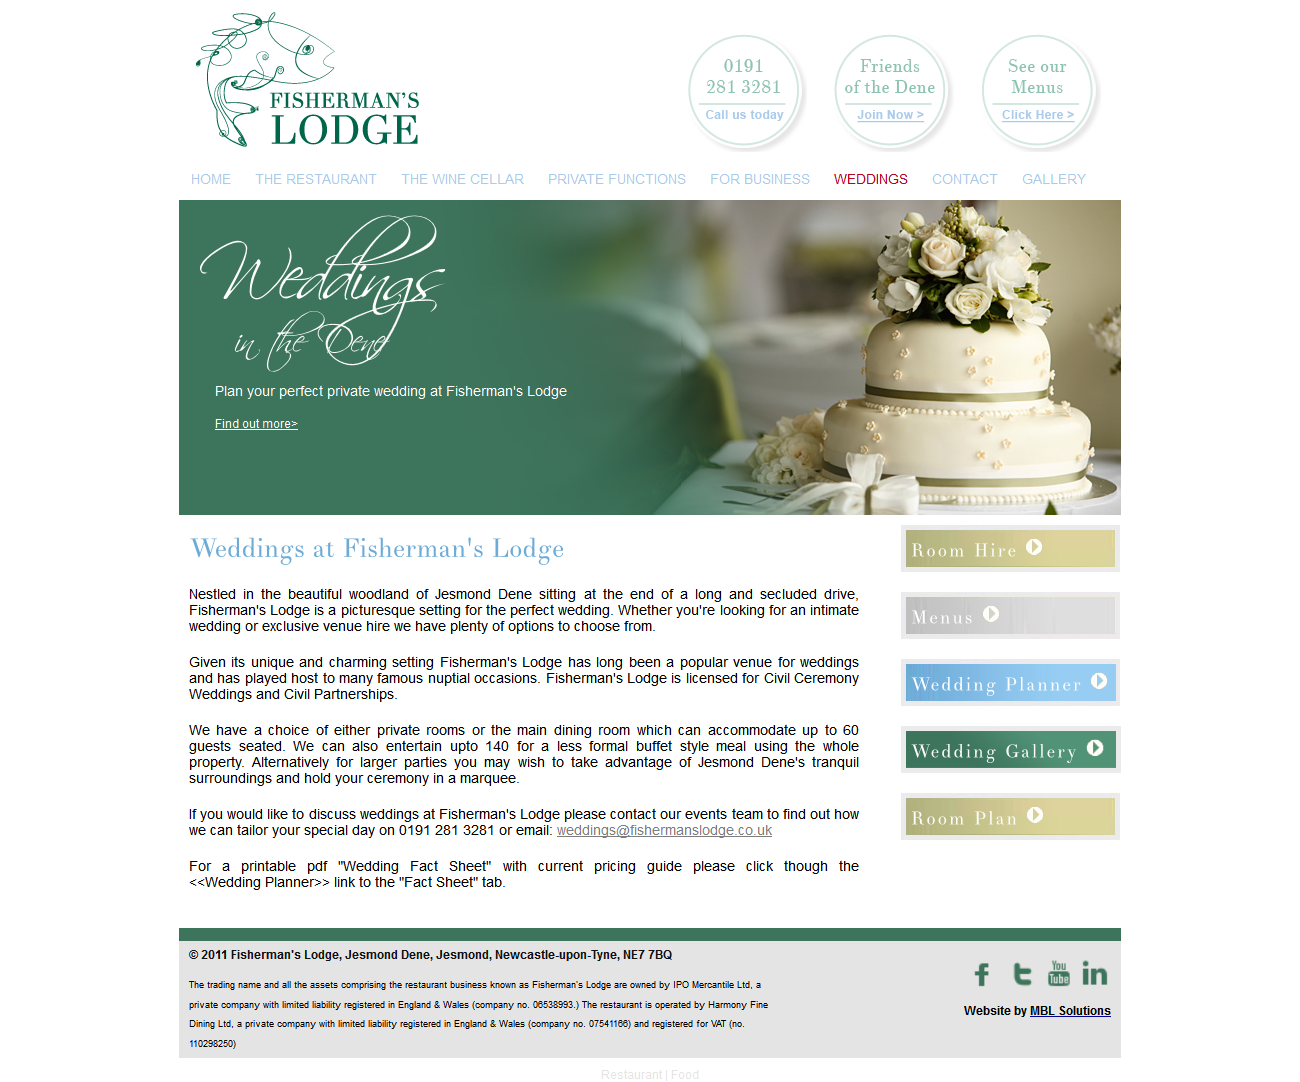 FISHERMAN'S
LODGE
0191
281 3281
Call us today
Friends
of the Dene
Join Now >
See our
Menus
Click Here >
HOME THE RESTAURANT THE WINE CELLAR PRIVATE FUNCTIONS FOR BUSINESS WEDDINGS CONTACT GALLERY
Weddings
in the Dene
Plan your perfect private wedding at Fisherman's Lodge
Find out more>
Weddings at Fisherman's Lodge
Nestled in the beautiful woodland of Jesmond Dene sitting at the end of a long and secluded drive,
Fisherman's Lodge is a picturesque setting for the perfect wedding. Whether you're looking for an intimate
wedding or exclusive venue hire we have plenty of options to choose from.
Given its unique and charming setting Fisherman's Lodge has long been a popular venue for weddings
and has played host to many famous nuptial occasions. Fisherman's Lodge is licensed for Civil Ceremony
Weddings and Civil Partnerships.
We have a choice of either private rooms or the main dining room which can accommodate up to 60
guests seated. We can also entertain upto 140 for a less formal buffet style meal using the whole
property. Alternatively for larger parties you may wish to take advantage of Jesmond Dene's tranquil
surroundings and hold your ceremony in a marquee.
If you would like to discuss weddings at Fisherman's Lodge please contact our events team to find out how
we can tailor your special day on 0191 281 3281 or email: weddings@fishermanslodge.co.uk
For a printable pdf "Wedding Fact Sheet" with current pricing guide please click though the
<<Wedding Planner>> link to the "Fact Sheet" tab.
Room Hire
Menus
Wedding Planner
Wedding Gallery
Room Plan
© 2011 Fisherman's Lodge, Jesmond Dene, Jesmond, Newcastle-upon-Tyne, NE7 7BQ
The trading name and all the assets comprising the restaurant business known as Fisherman's Lodge are owned by IPO Mercantile Ltd, a
private company with limited liability registered in England & Wales (company no. 06538993.) The restaurant is operated by Harmony Fine
Dining Ltd, a private company with limited liability registered in England & Wales (company no. 07541166) and registered for VAT (no.
110298250)
f t You Tube in
Website by MBL Solutions
Restaurant | Food